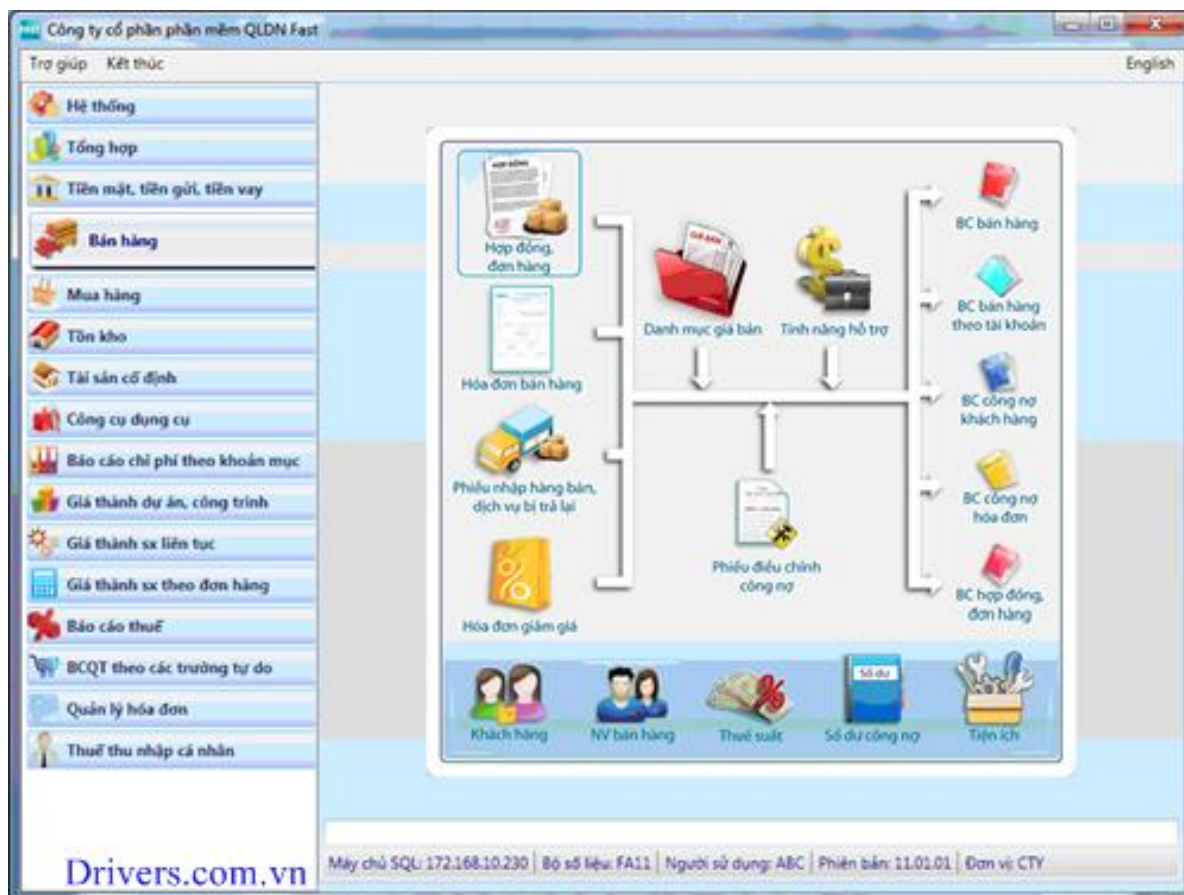 Công ty cổ phần phần mềm QLDN Fast
Trợ giúp Kết thúc English
Hệ thống
Tổng hợp
Tiền mặt, tiền gửi, tiền vay
Bán hàng
Mua hàng
Tồn kho
Tài sản cố định
Công cụ dụng cụ
Báo cáo chi phí theo khoản mục
Giá thành dự án, công trình
Giá thành sx liên tục
Giá thành sx theo đơn hàng
Báo cáo thuế
BCQT theo các trường tự do
Quản lý hóa đơn
Thuế thu nhập cá nhân
Drivers.com.vn
HỢP ĐỒNG
Hợp đồng,
đơn hàng
Hóa đơn bán hàng
Phiếu nhập hàng bán,
dịch vụ bị trả lại
Hóa đơn giảm giá
GIÁ BÁN
Danh mục giá bán
Tính năng hỗ trợ
Phiếu điều chỉnh
công nợ
BC bán hàng
BC bán hàng
theo tài khoản
BC công nợ
khách hàng
BC công nợ
hóa đơn
BC hợp đồng,
đơn hàng
Khách hàng
NV bán hàng
Thuế suất
Số dư
Số dư công nợ
Tiện ích
Máy chủ SQL: 172.168.10.230 Bộ số liệu: FA11 Người sử dụng: ABC Phiên bản: 11.01.01 Đơn vị: CTY